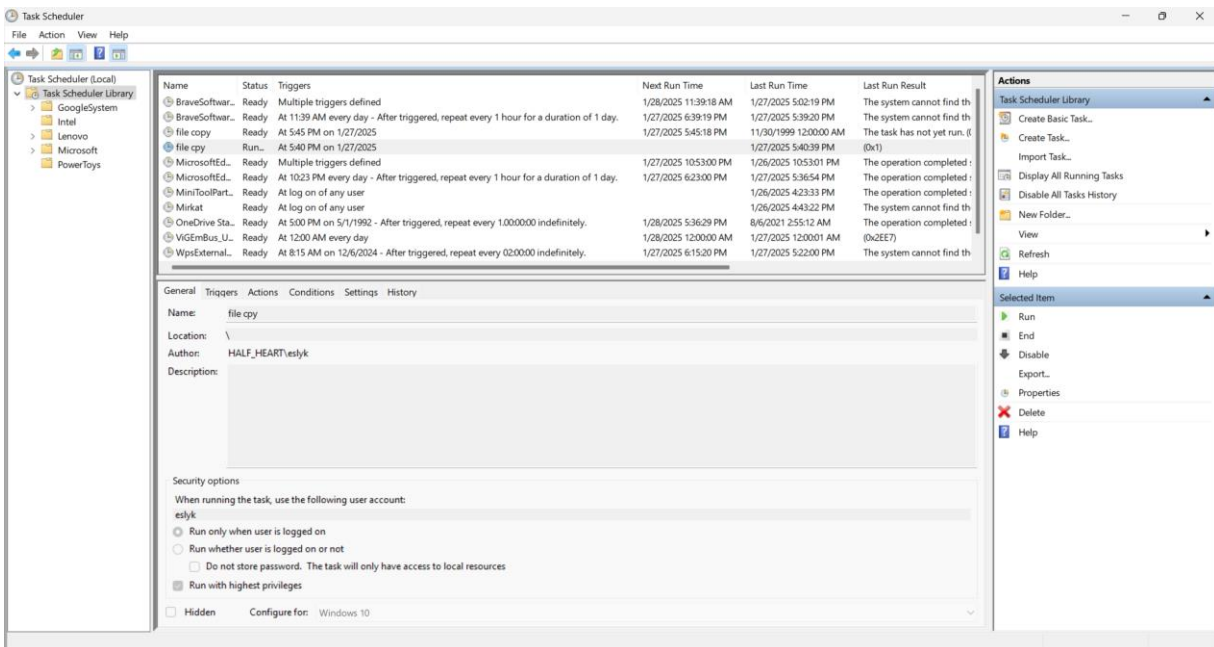 Task Scheduler
File Action View Help
Task Scheduler (Local)
Task Scheduler Library
GoogleSystem
Intel
Lenovo
Microsoft
PowerToys
Name Status Triggers Next Run Time Last Run Time Last Run Result
BraveSoftwar... Ready Multiple triggers defined 1/28/2025 11:39:18 AM 1/27/2025 5:02:19 PM The system cannot find th
BraveSoftwar... Ready At 11:39 AM every day - After triggered, repeat every 1 hour for a duration of 1 day. 1/27/2025 6:39:19 PM 1/27/2025 5:39:20 PM The system cannot find th
file copy Ready At 5:45 PM on 1/27/2025 1/27/2025 5:45:18 PM 11/30/1999 12:00:00 AM The task has not yet run. (0
file cpy Run... At 5:40 PM on 1/27/2025 1/27/2025 5:40:39 PM (0x1)
MicrosoftEd... Ready Multiple triggers defined 1/27/2025 10:53:00 PM 1/26/2025 10:53:01 PM The operation completed s
MicrosoftEd... Ready At 10:23 PM every day - After triggered, repeat every 1 hour for a duration of 1 day. 1/27/2025 6:23:00 PM 1/27/2025 5:36:54 PM The operation completed s
MiniToolPart... Ready At log on of any user 1/26/2025 4:23:33 PM The operation completed s
Mirkat Ready At log on of any user 1/26/2025 4:43:22 PM The system cannot find th
OneDrive Sta... Ready At 5:00 PM on 5/1/1992 - After triggered, repeat every 1.00:00:00 indefinitely. 1/28/2025 5:36:29 PM 8/6/2021 2:55:12 AM The operation completed s
ViGEmBus_U... Ready At 12:00 AM every day 1/28/2025 12:00:00 AM 1/27/2025 12:00:01 AM (0x2EE7)
WpsExternal... Ready At 8:15 AM on 12/6/2024 - After triggered, repeat every 02:00:00 indefinitely. 1/27/2025 6:15:20 PM 1/27/2025 5:22:00 PM The system cannot find th
General Triggers Actions Conditions Settings History
Name: file cpy
Location: \
Author: HALF_HEART\eslyk
Description:
Security options
When running the task, use the following user account:
eslyk
Run only when user is logged on
Run whether user is logged on or not
Do not store password. The task will only have access to local resources
Run with highest privileges
Hidden Configure for: Windows 10
Actions
Task Scheduler Library
Create Basic Task...
Create Task...
Import Task...
Display All Running Tasks
Disable All Tasks History
New Folder...
View
Refresh
Help
Selected Item
Run
End
Disable
Export...
Properties
Delete
Help